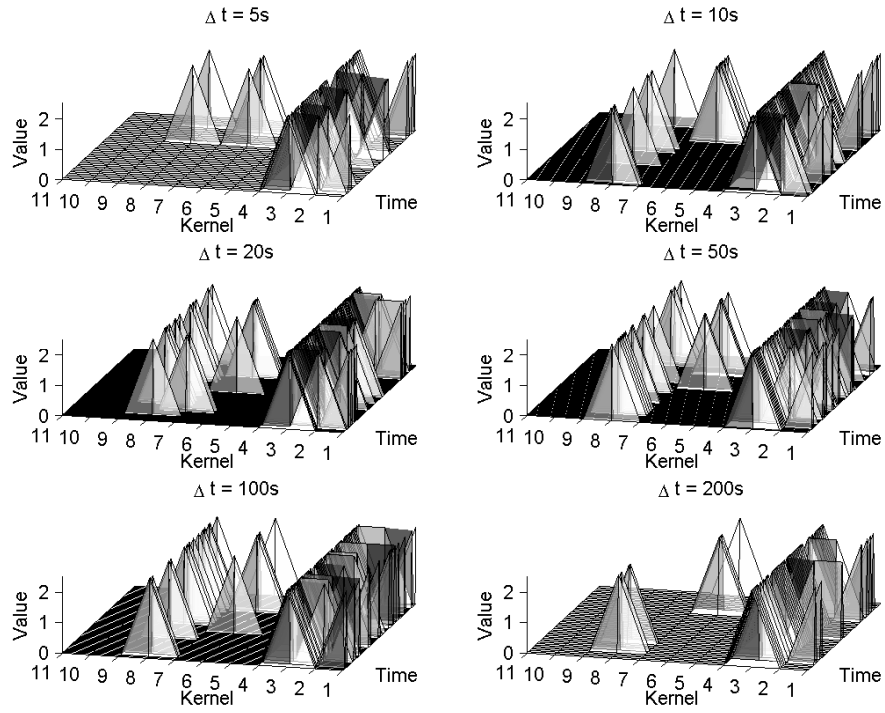 Δ t = 5s
Value
2
1
0
11 10 9 8 7 6 5 4 3 2 1
Kernel
Time
Δ t = 10s
Value
2
1
0
11 10 9 8 7 6 5 4 3 2 1
Kernel
Time
Δ t = 20s
Value
2
1
0
11 10 9 8 7 6 5 4 3 2 1
Kernel
Time
Δ t = 50s
Value
2
1
0
11 10 9 8 7 6 5 4 3 2 1
Kernel
Time
Δ t = 100s
Value
2
1
0
11 10 9 8 7 6 5 4 3 2 1
Kernel
Time
Δ t = 200s
Value
2
1
0
11 10 9 8 7 6 5 4 3 2 1
Kernel
Time